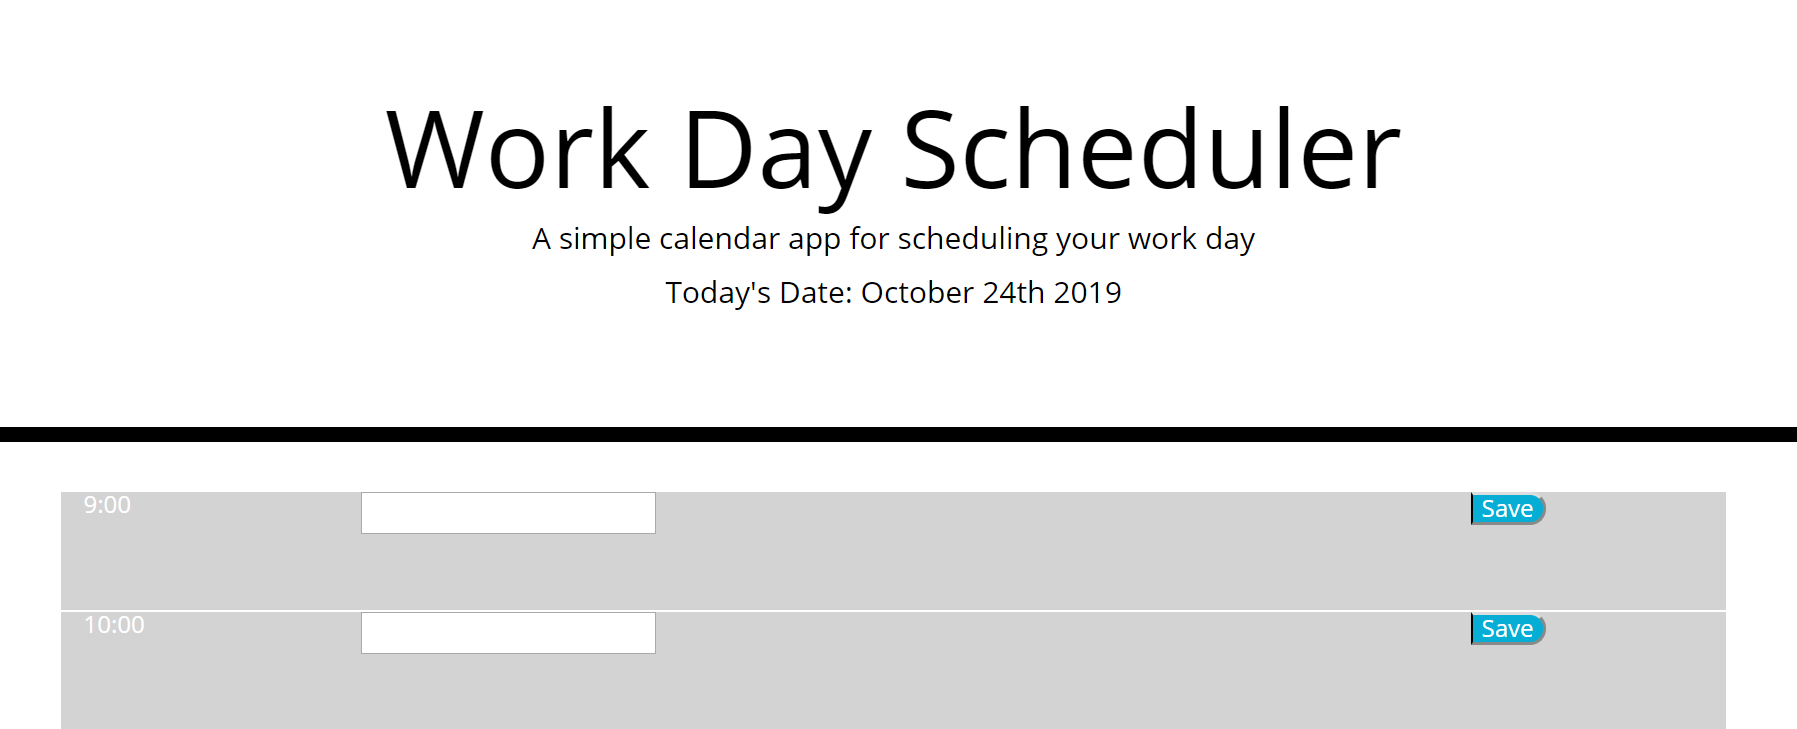 Work Day Scheduler
A simple calendar app for scheduling your work day
Today's Date: October 24th 2019
9:00 Save
10:00 Save